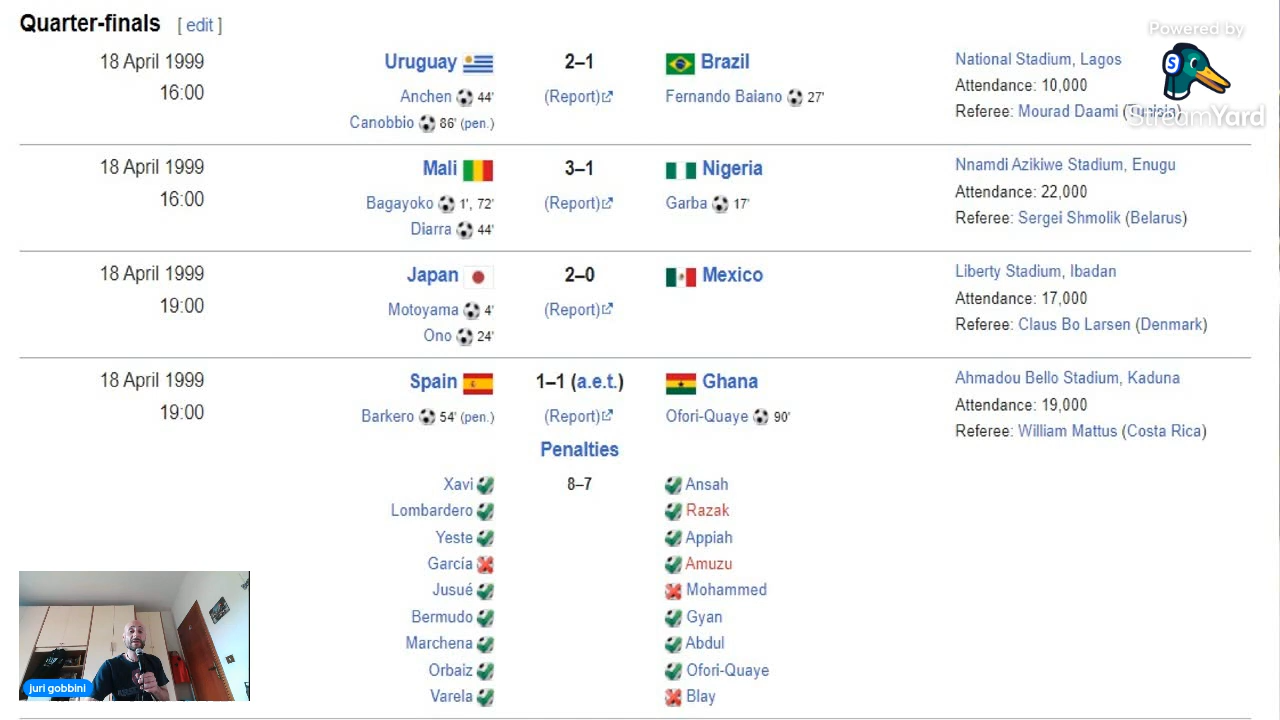 Quarter-finals [ edit ]
Powered by
StreamYard
18 April 1999 Uruguay 2–1 Brazil National Stadium, Lagos
16:00 Anchen 44' (Report) Fernando Baiano 27' Attendance: 10,000
Canobbio 86' (pen.) Referee: Mourad Daami (Tunisia)
18 April 1999 Mali 3–1 Nigeria Nnamdi Azikiwe Stadium, Enugu
16:00 Bagayoko 1', 72' (Report) Garba 17' Attendance: 22,000
Diarra 44' Referee: Sergei Shmolik (Belarus)
18 April 1999 Japan 2–0 Mexico Liberty Stadium, Ibadan
19:00 Motoyama 4' (Report) Attendance: 17,000
Ono 24' Referee: Claus Bo Larsen (Denmark)
18 April 1999 Spain 1–1 (a.e.t.) Ghana Ahmadou Bello Stadium, Kaduna
19:00 Barkero 54' (pen.) (Report) Ofori-Quaye 90' Attendance: 19,000
Referee: William Mattus (Costa Rica)
Penalties
Xavi 8–7 Ansah
Lombardero Razak
Yeste Appiah
García Amuzu
Josué Mohammed
Bermudo Gyan
Marchena Abdul
Orbaiz Ofori-Quaye
Varela Blay
juri gobbini